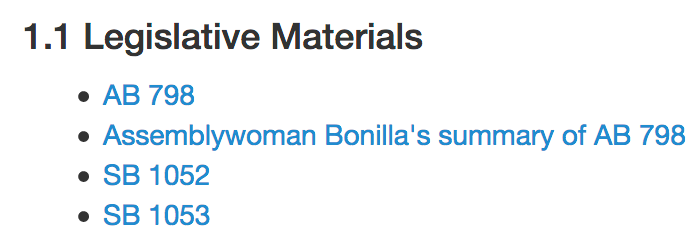 1.1 Legislative Materials
• AB 798
• Assemblywoman Bonilla's summary of AB 798
• SB 1052
• SB 1053